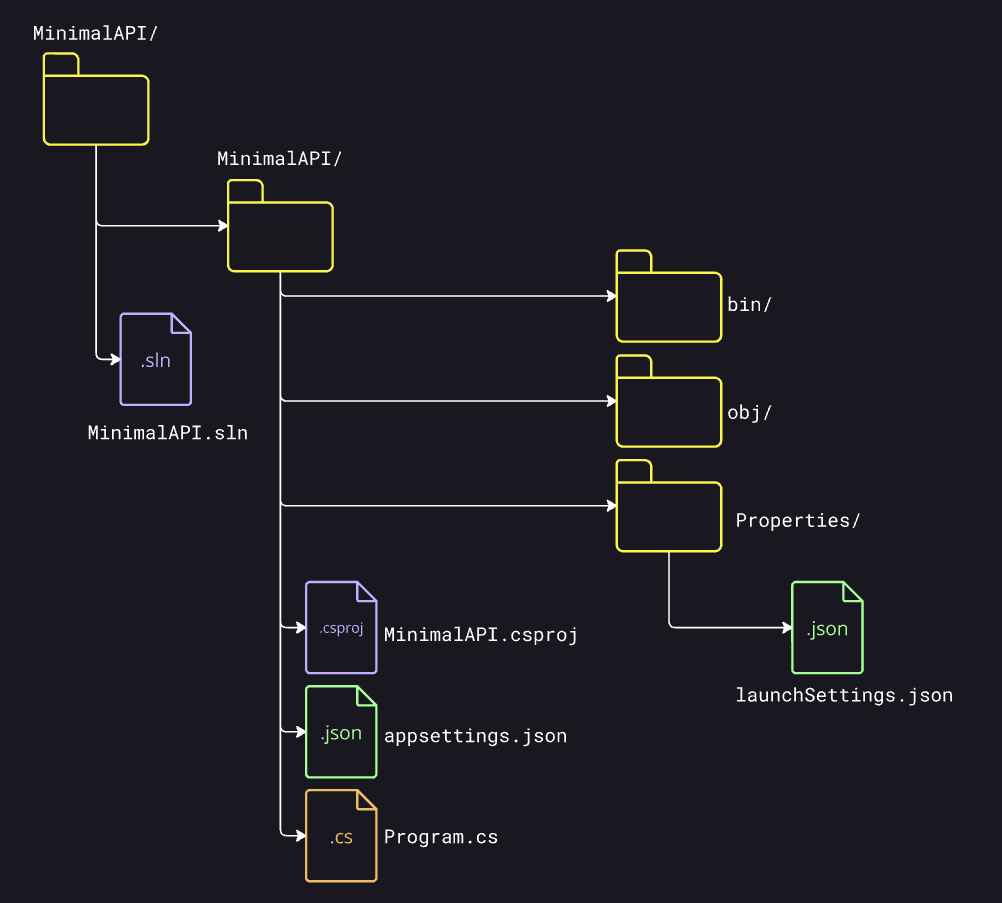 MinimalAPI/
MinimalAPI/
bin/
.sln
obj/
MinimalAPI.sln
Properties/
.csproj
MinimalAPI.csproj
.json
launchSettings.json
.json
appsettings.json
.cs
Program.cs